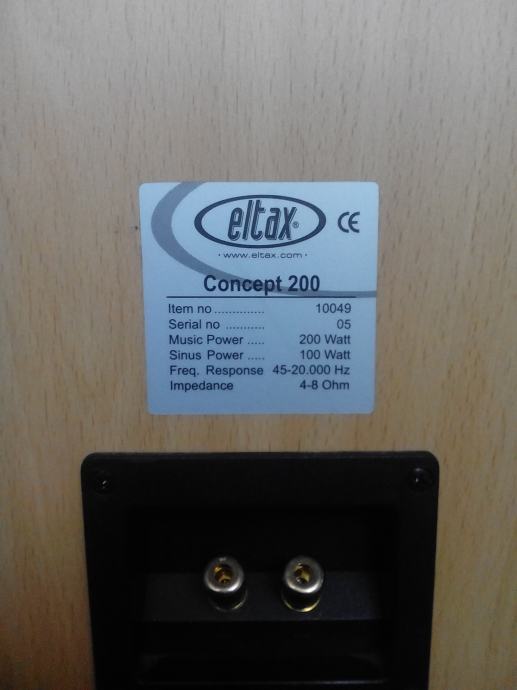 eltax®
· www.eltax.com ·
CE
Concept 200
Item no .............. 10049
Serial no ........... 05
Music Power ..... 200 Watt
Sinus Power ..... 100 Watt
Freq. Response 45-20.000 Hz
Impedance 4-8 Ohm